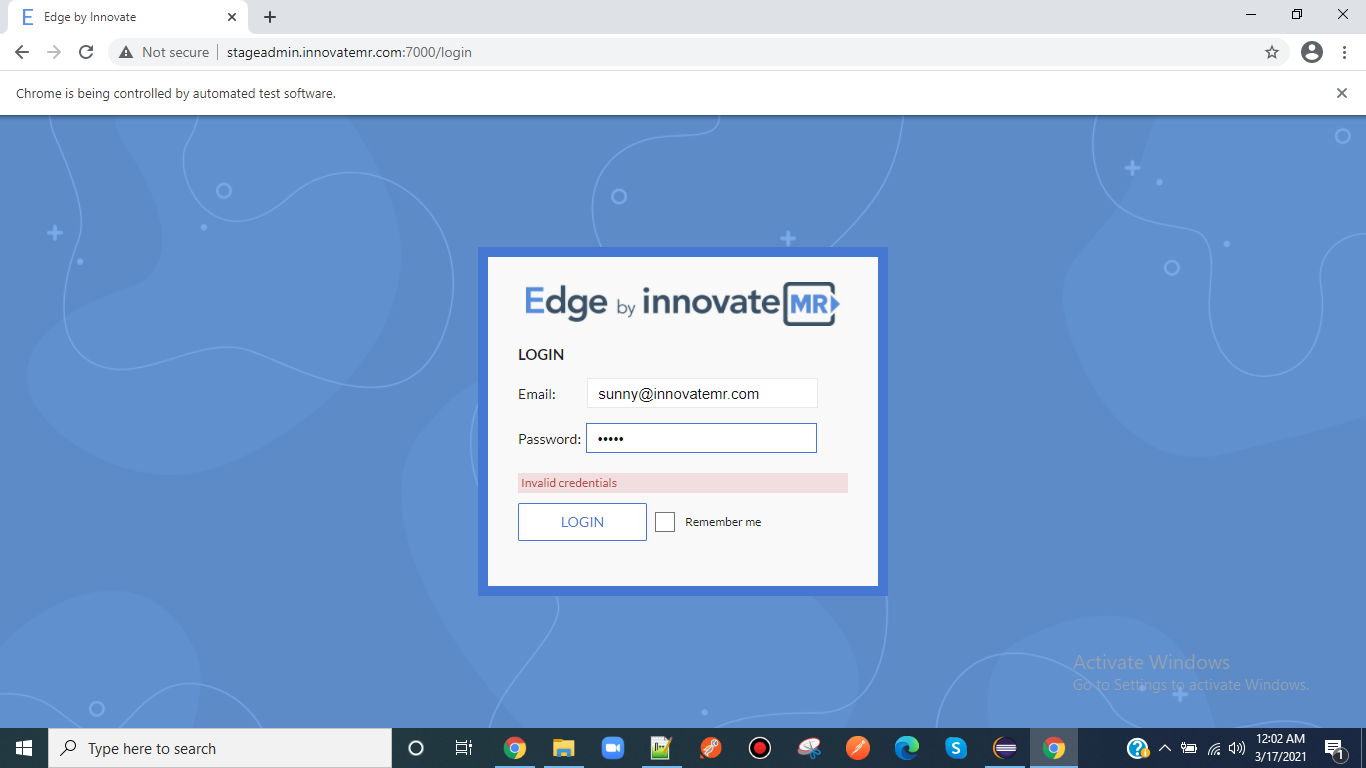 Edge by Innovate
Not secure
stageadmin.innovatemr.com:7000/login
Chrome is being controlled by automated test software.
Edge by innovate MR
LOGIN
Email: sunny@innovatemr.com
Password: •••••
Invalid credentials
LOGIN Remember me
Activate Windows
Go to Settings to activate Windows.
Type here to search
12:02 AM
3/17/2021
1